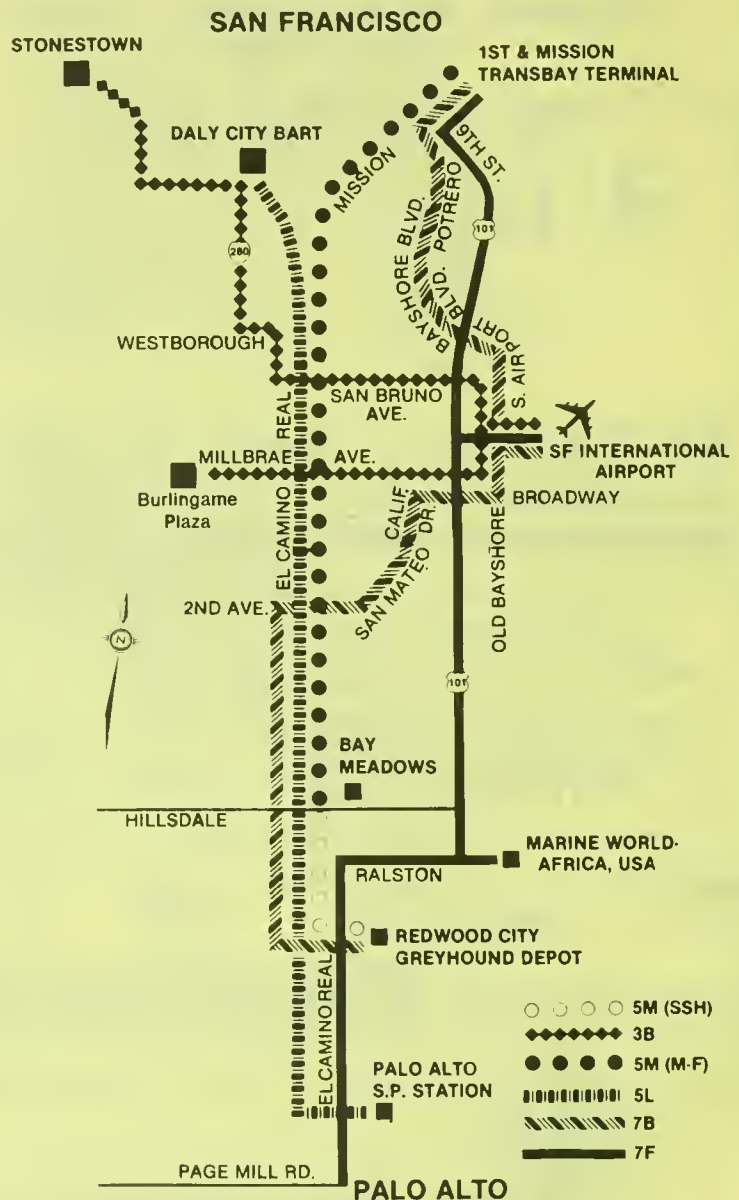 SAN FRANCISCO
STONESTOWN
1ST & MISSION
TRANSBAY TERMINAL
DALY CITY BART
MISSION
9TH ST.
BAYSHORE BLVD.
POTRERO
101
280
BAYSHORE BLVD.
WESTBOROUGH
S. AIRPORT
SAN BRUNO
AVE.
EL CAMINO REAL
MILLBRAE AVE.
SF INTERNATIONAL
AIRPORT
Burlingame
Plaza
CALIF.
DR.
BROADWAY
OLD BAYSHORE
2ND AVE.
SAN MATEO
N
101
BAY
MEADOWS
HILLSDALE
MARINE WORLD-
AFRICA, USA
RALSTON
REDWOOD CITY
GREYHOUND DEPOT
EL CAMINO REAL
5M (SSH)
3B
5M (M-F)
PALO ALTO
S.P. STATION
5L
7B
7F
PAGE MILL RD.
PALO ALTO